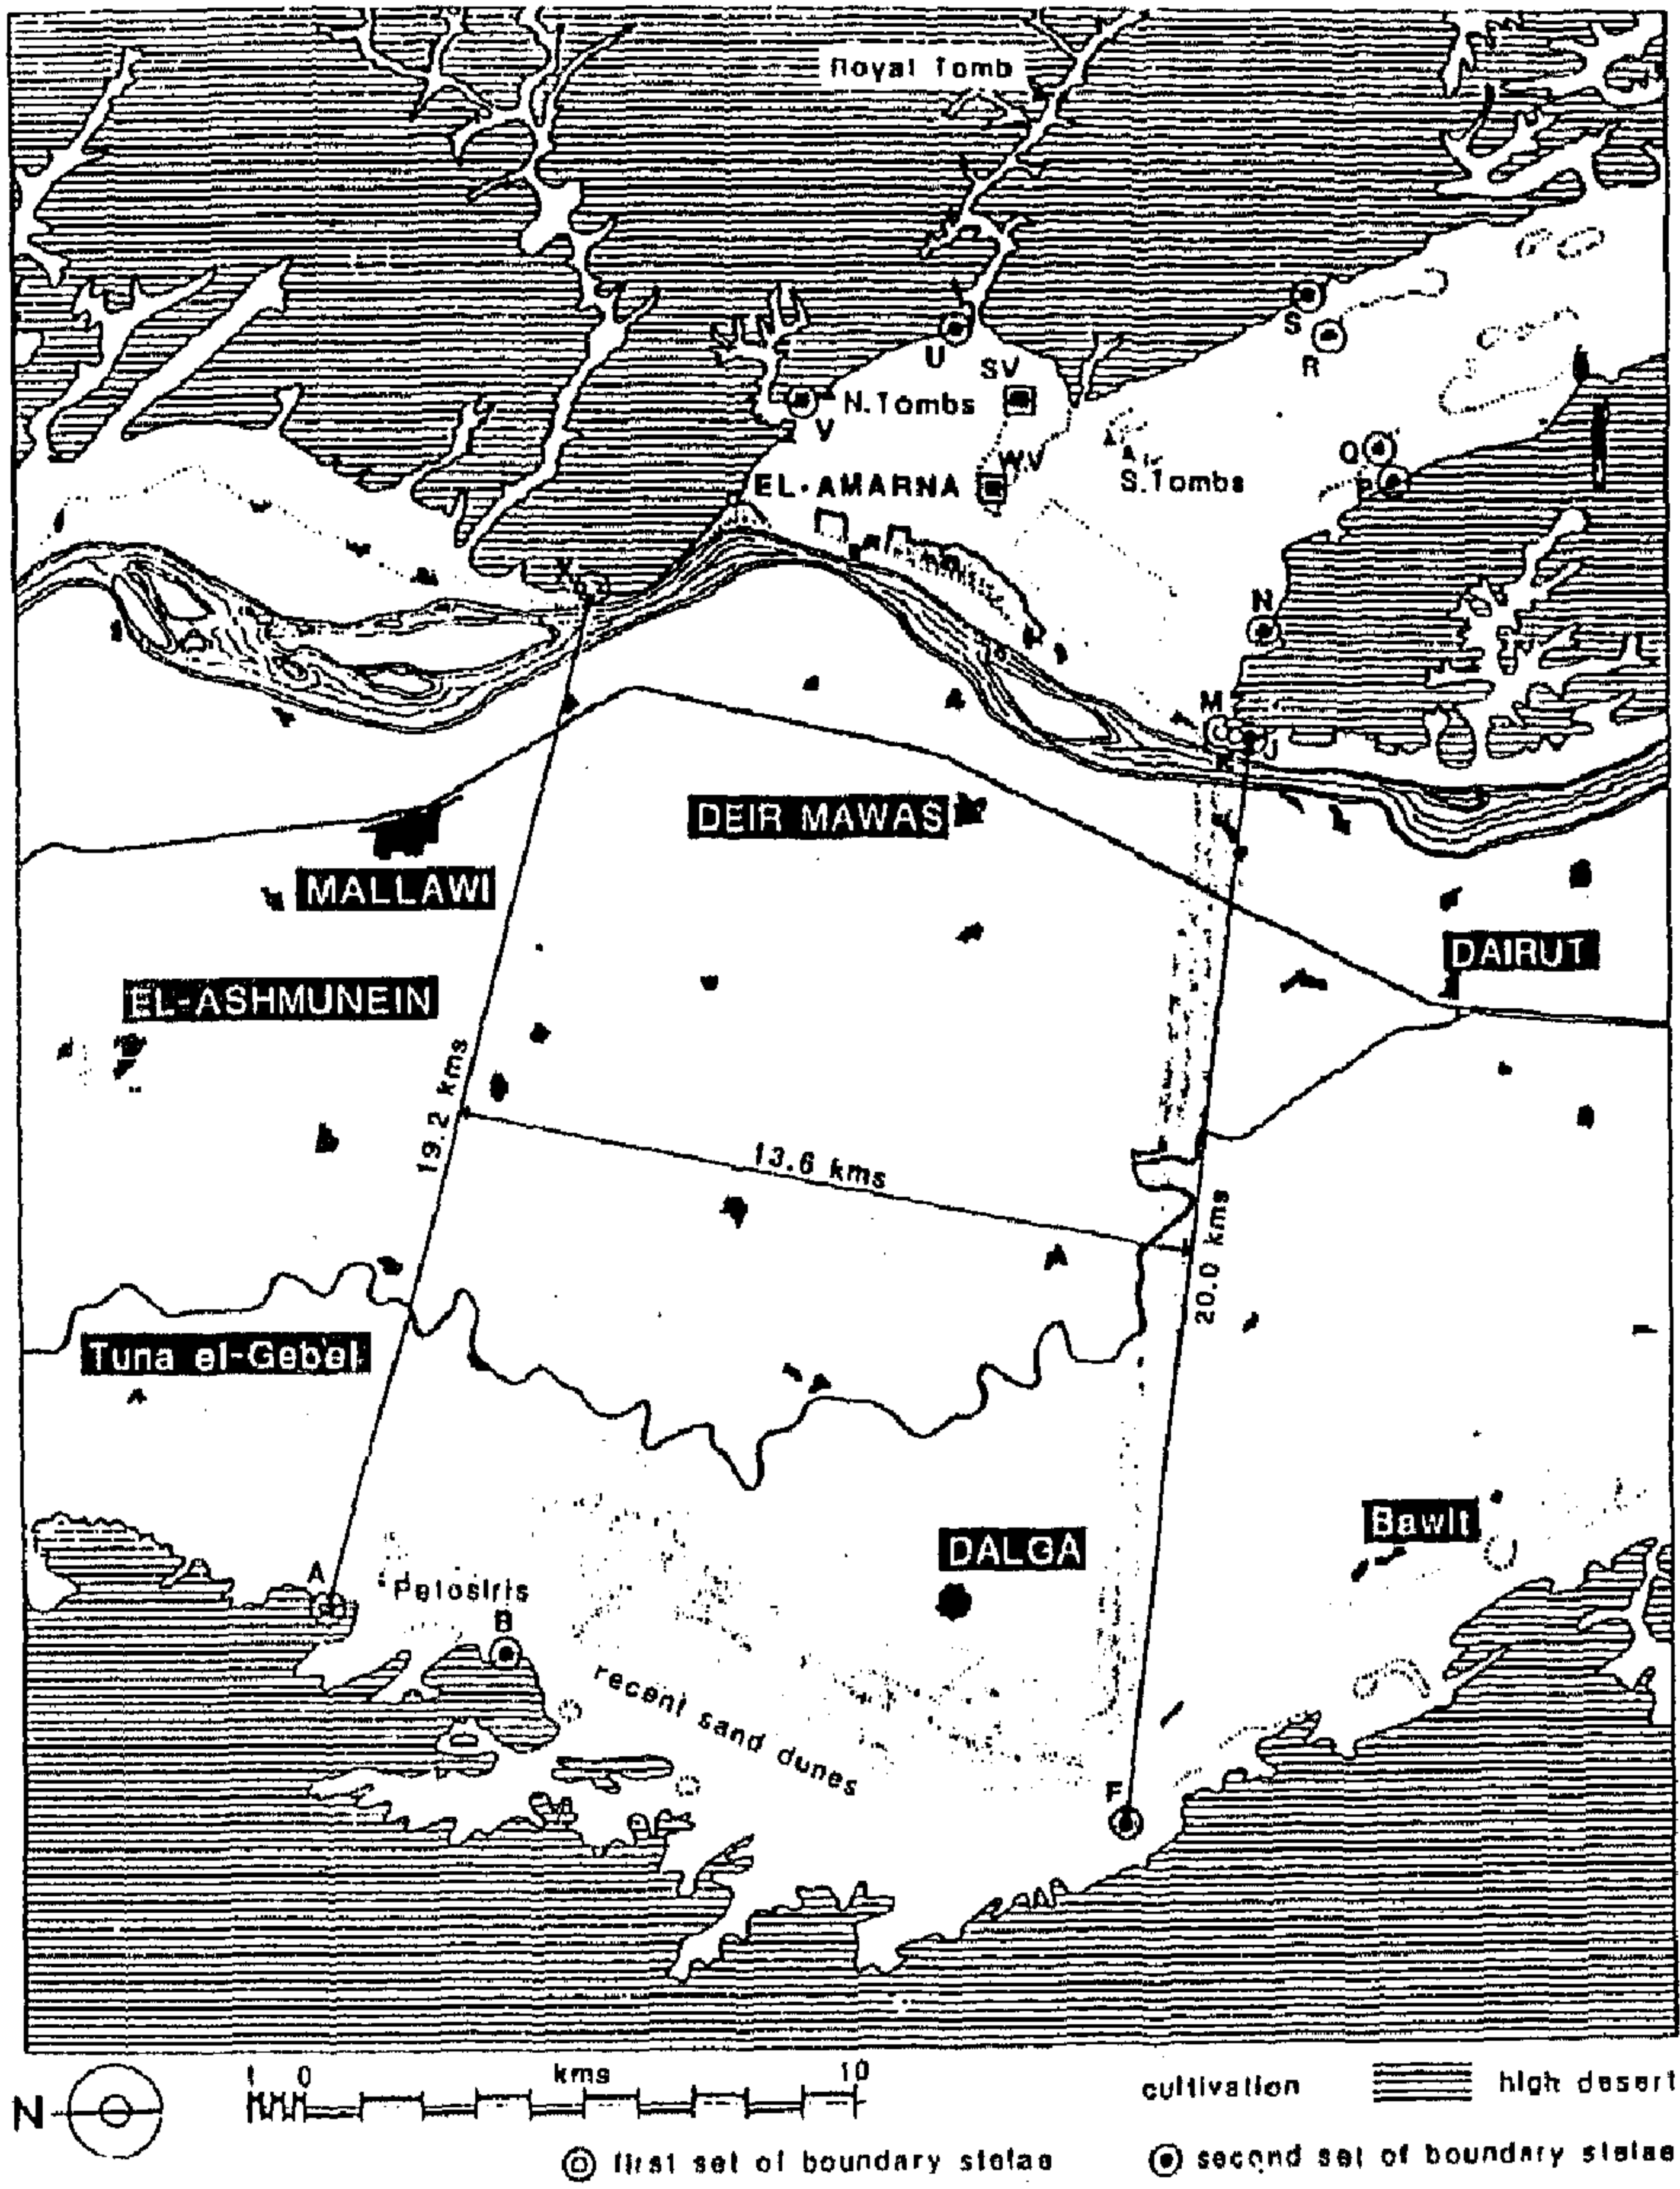 Royal Tomb
S
R
U
SV
N. Tombs
V
Q
P
W.V
EL-AMARNA
S. Tombs
X
N
M
J
K
DEIR MAWAS
MALLAWI
DAIRUT
EL-ASHMUNEIN
19.2 kms
13.6 kms
20.0 kms
Tuna el-Gebel
Bawit
DALGA
A
Petosiris
B
recent sand dunes
F
1 0 kms 10
N
cultivation
high desert
first set of boundary stelae
second set of boundary stelae